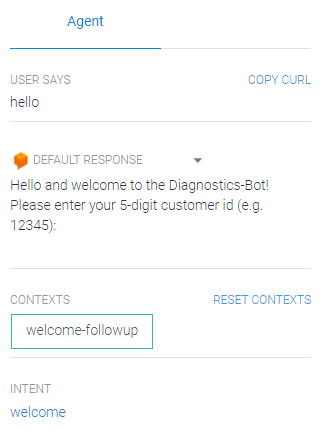 Agent
USER SAYS COPY CURL
hello
DEFAULT RESPONSE
Hello and welcome to the Diagnostics-Bot!
Please enter your 5-digit customer id (e.g.
12345):
CONTEXTS RESET CONTEXTS
welcome-followup
INTENT
welcome